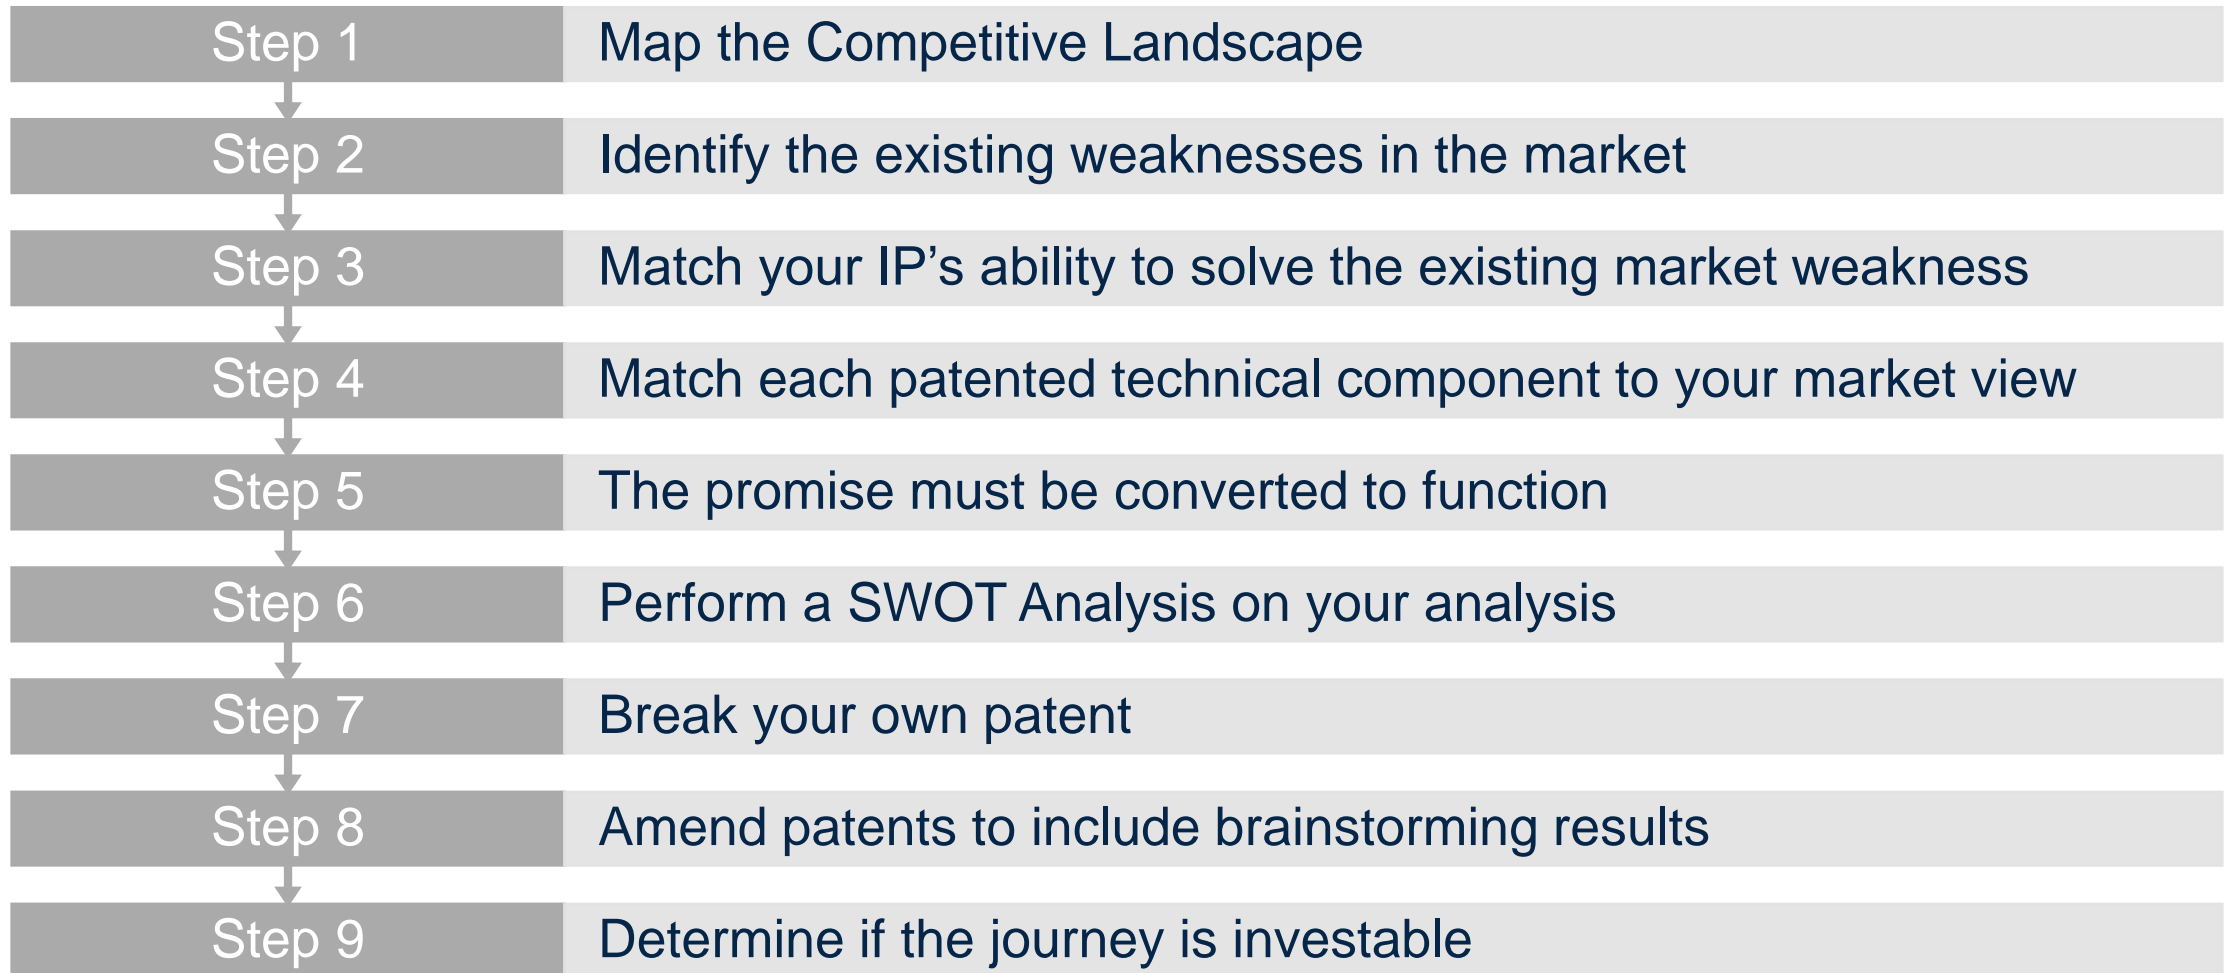 Step 1 Map the Competitive Landscape
Step 2 Identify the existing weaknesses in the market
Step 3 Match your IP’s ability to solve the existing market weakness
Step 4 Match each patented technical component to your market view
Step 5 The promise must be converted to function
Step 6 Perform a SWOT Analysis on your analysis
Step 7 Break your own patent
Step 8 Amend patents to include brainstorming results
Step 9 Determine if the journey is investable